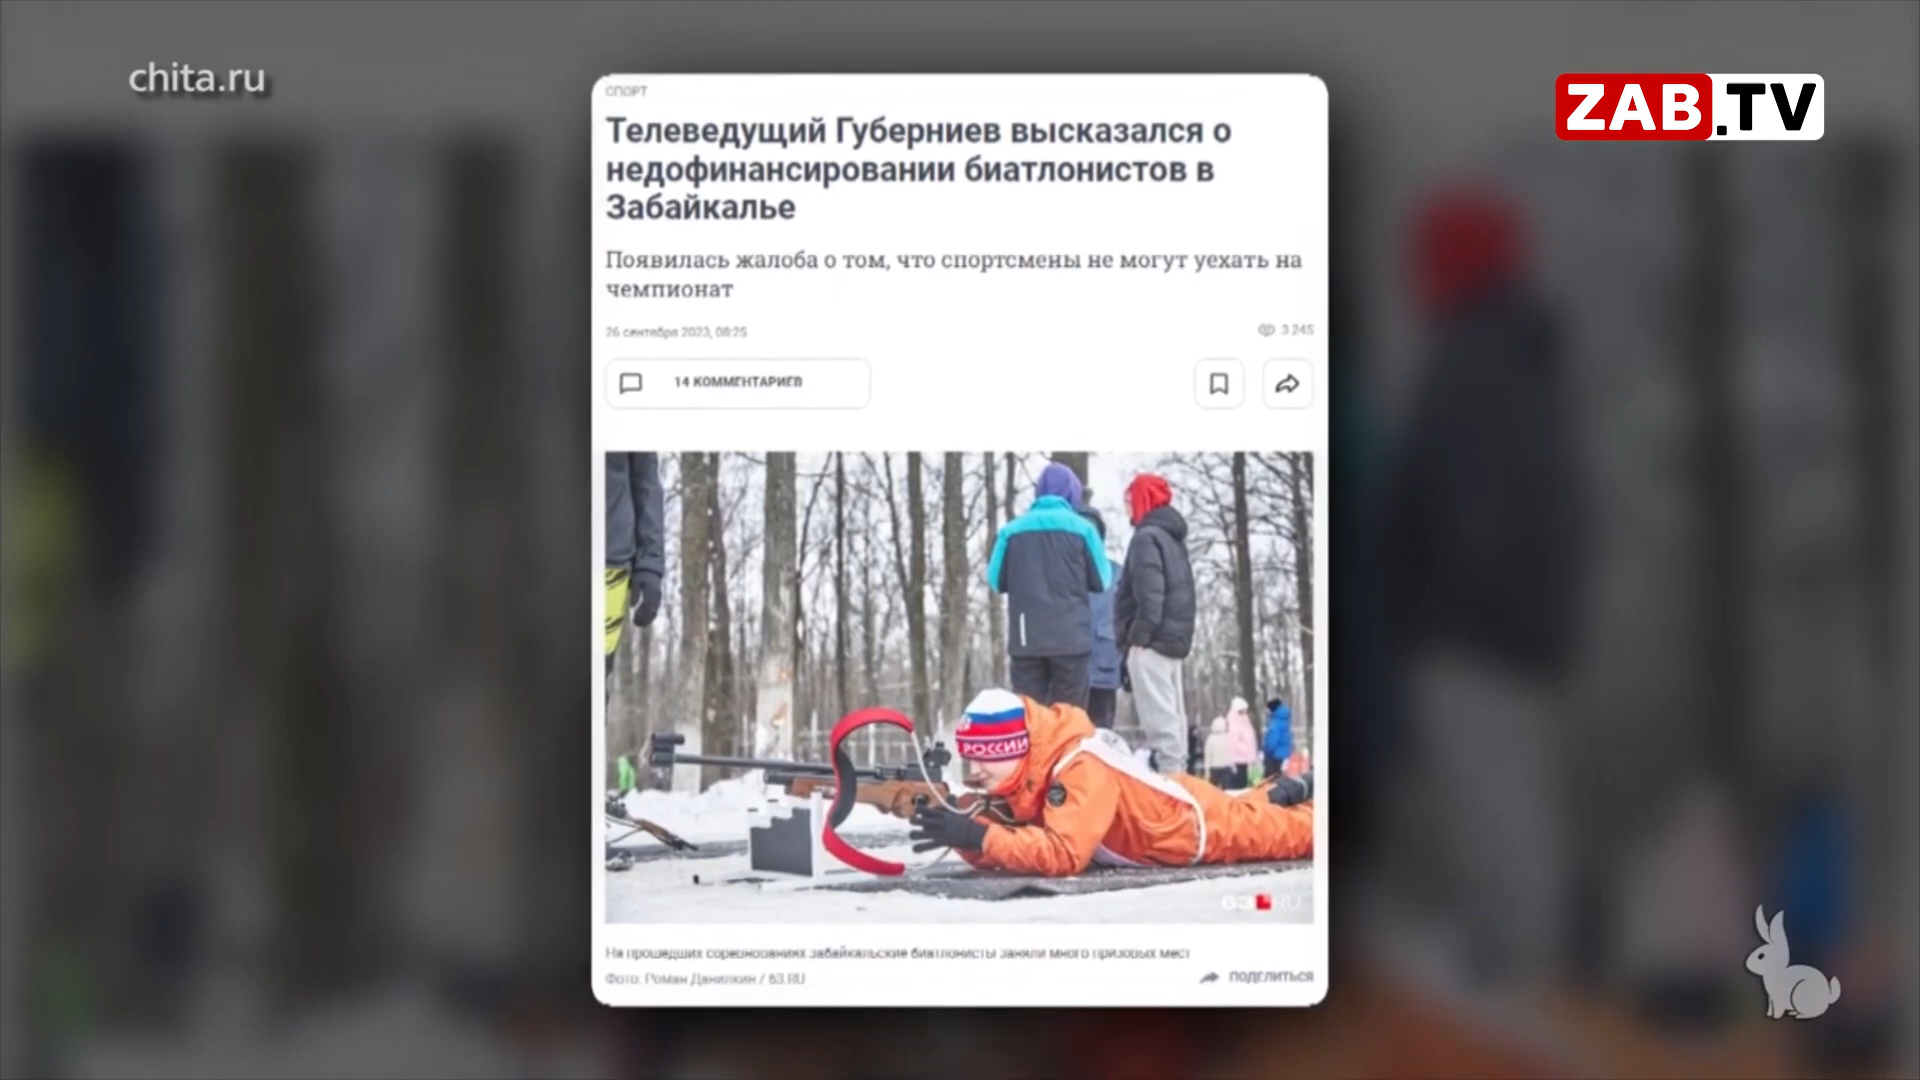 chita.ru
ZAB.TV
СПОРТ
Телеведущий Губерниев высказался о
недофинансировании биатлонистов в
Забайкалье
Появилась жалоба о том, что спортсмены не могут уехать на
чемпионат
26 сентября 2023, 08:25
3 245
14 КОММЕНТАРИЕВ
РОССИИ
63.RU
На прошедших соревнованиях забайкальские биатлонисты заняли много призовых мест
Фото: Роман Данилкин / 63.RU
ПОДЕЛИТЬСЯ